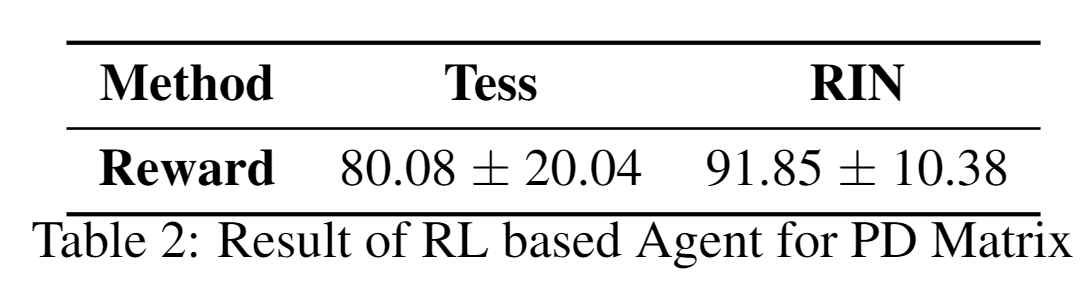 Method Tess RIN
Reward 80.08 ± 20.04 91.85 ± 10.38
Table 2: Result of RL based Agent for PD Matrix